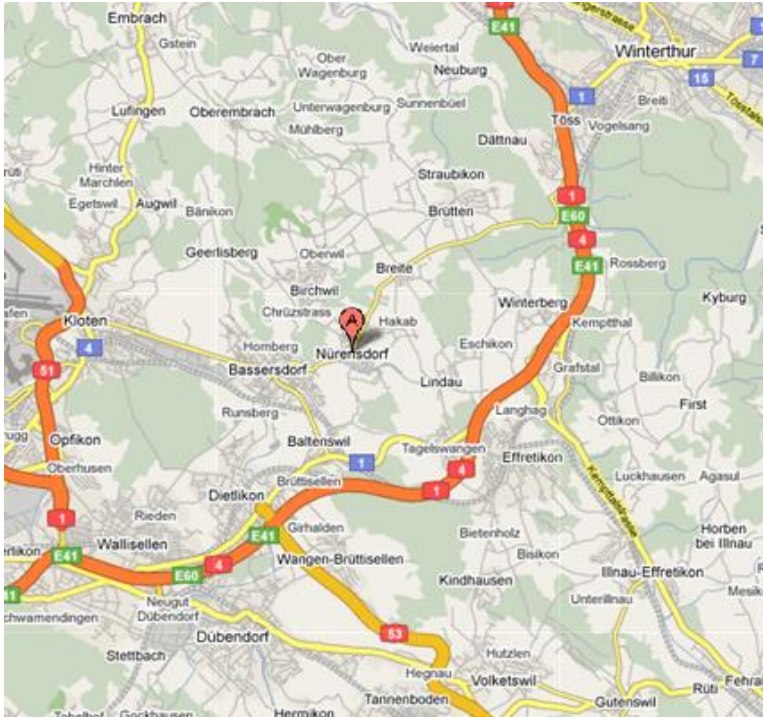 Embrach
E41
Weiertal
Winterthur
Gstein
Ober
Wagenburg
Neuburg
7
15
1
Lufingen
Oberembrach
Unterwagenburg
Sunnenbüel
Breiti
Töss
Vogelsang
Mühlberg
Dättnau
Hinter
Marchlen
Straubikon
Egetswil
Augwil
Bänikon
Brütten
1
E60
4
E41
Geerlisberg
Oberwil
Rossberg
Breite
Birchwil
Winterberg
Kyburg
Chrüzstrass
Kloten
A
Hakab
Kemptthal
4
Homberg
Nürensdorf
Eschikon
51
Bassersdorf
Grafstal
Lindau
Billikon
First
Runsberg
Langhag
Ottikon
Opfikon
Baltenswil
Tagelswangen
Effretikon
Oberhusen
1
4
Kempttalstrasse
Brüttisellen
Luckhausen
Agasul
1
Dietlikon
1
Rieden
Girhalden
Bietenholz
Horben
bei Illnau
Wallisellen
E41
E41
Wangen-Brüttisellen
Bisikon
4
E60
Kindhausen
Illnau-Effretikon
Neugut
Dübendorf
Unterillnau
Dübendorf
53
Stettbach
Hutzlen
Hegnau
Volketswil
Rüti
Tannenboden
Gutenswil
Gockhausen
Hermikon